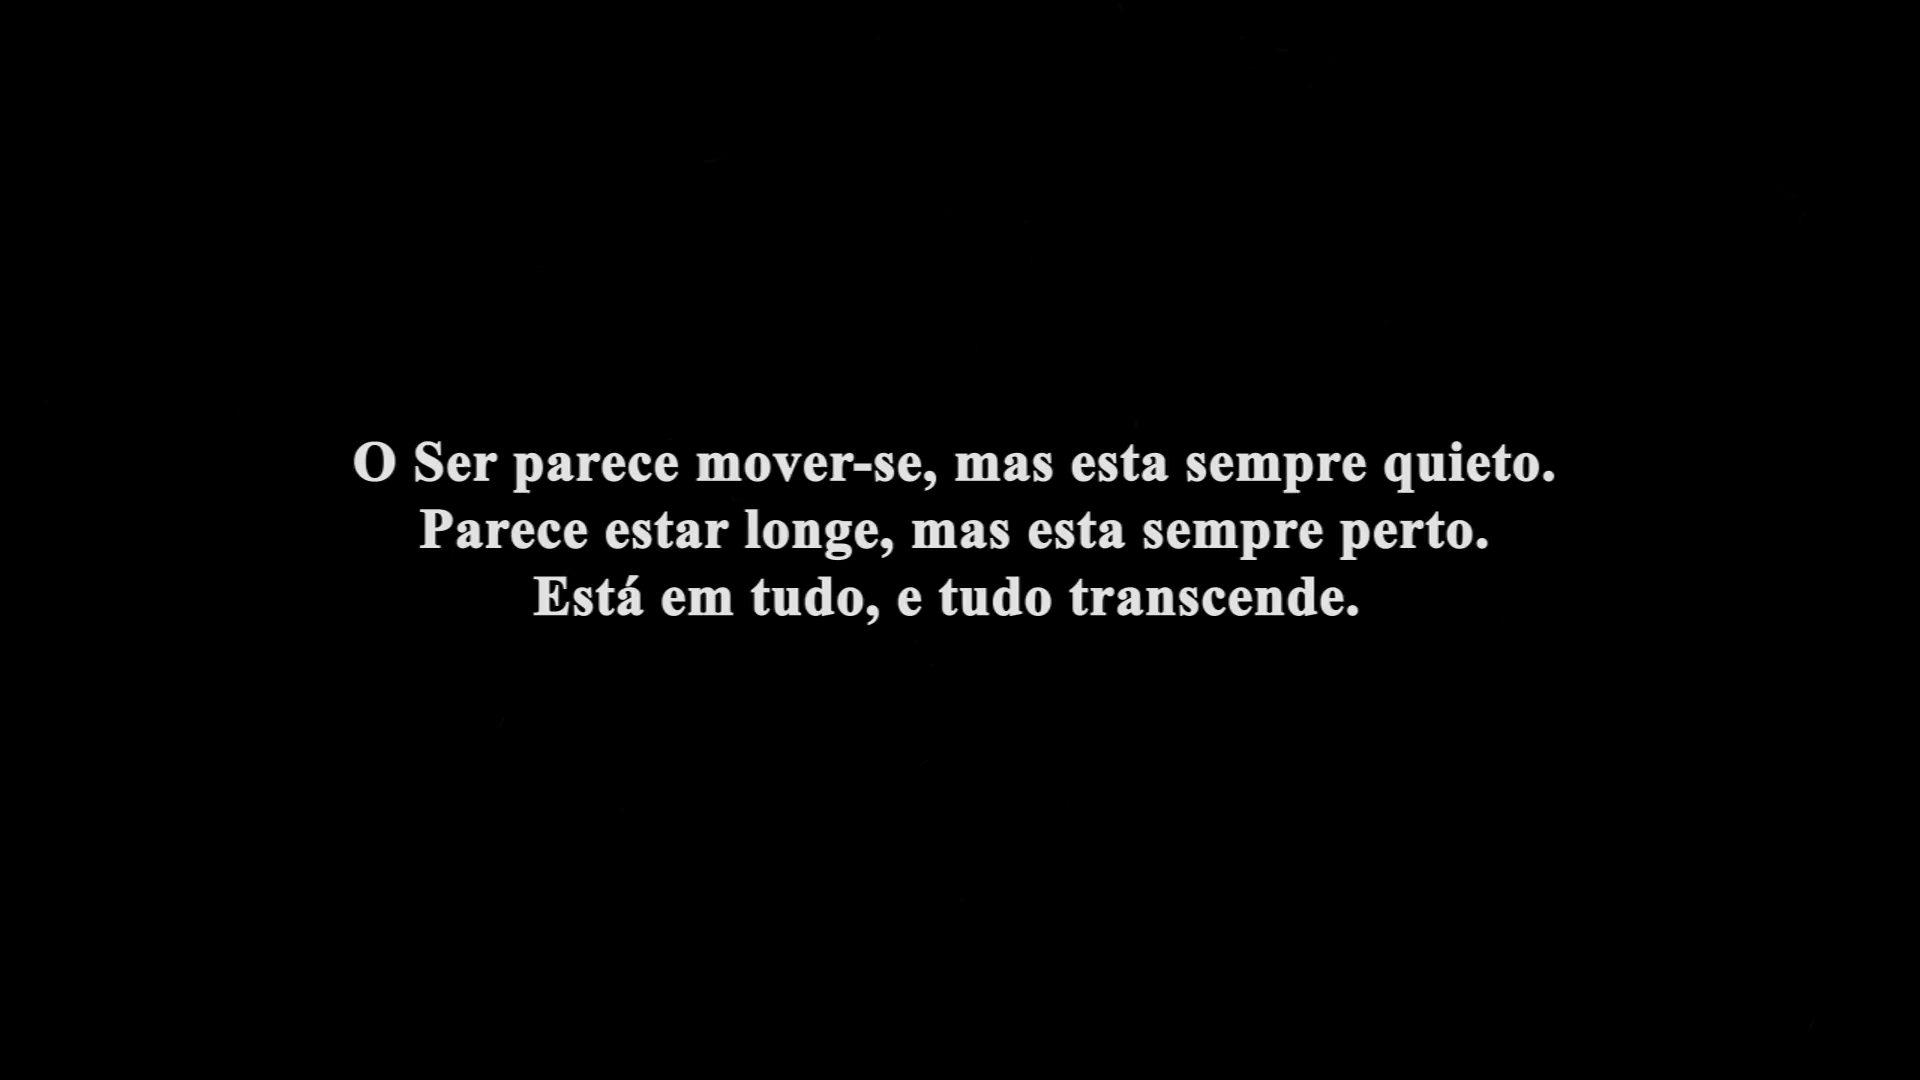 O Ser parece mover-se, mas esta sempre quieto.
Parece estar longe, mas esta sempre perto.
Está em tudo, e tudo transcende.